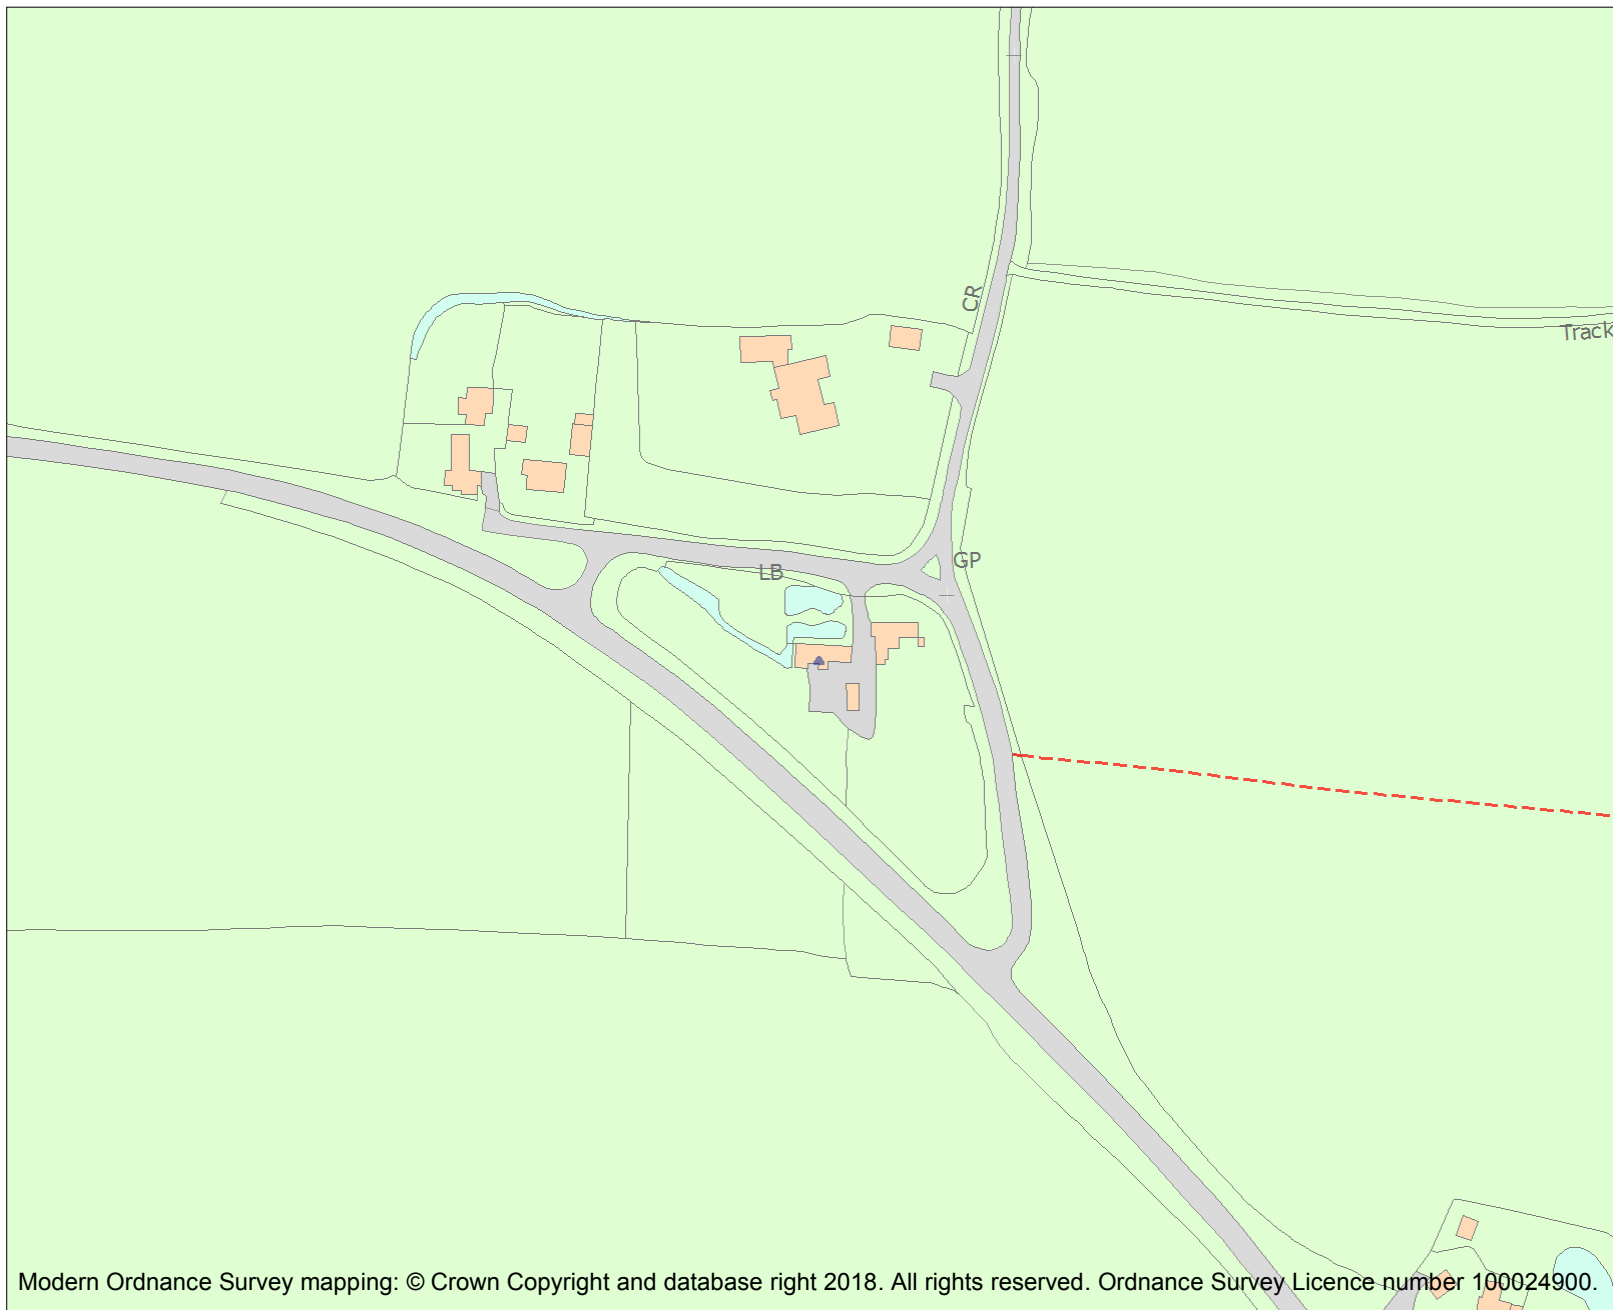 CR
Track
GP
LB
Modern Ordnance Survey mapping: © Crown Copyright and database right 2018. All rights reserved. Ordnance Survey Licence number 100024900.